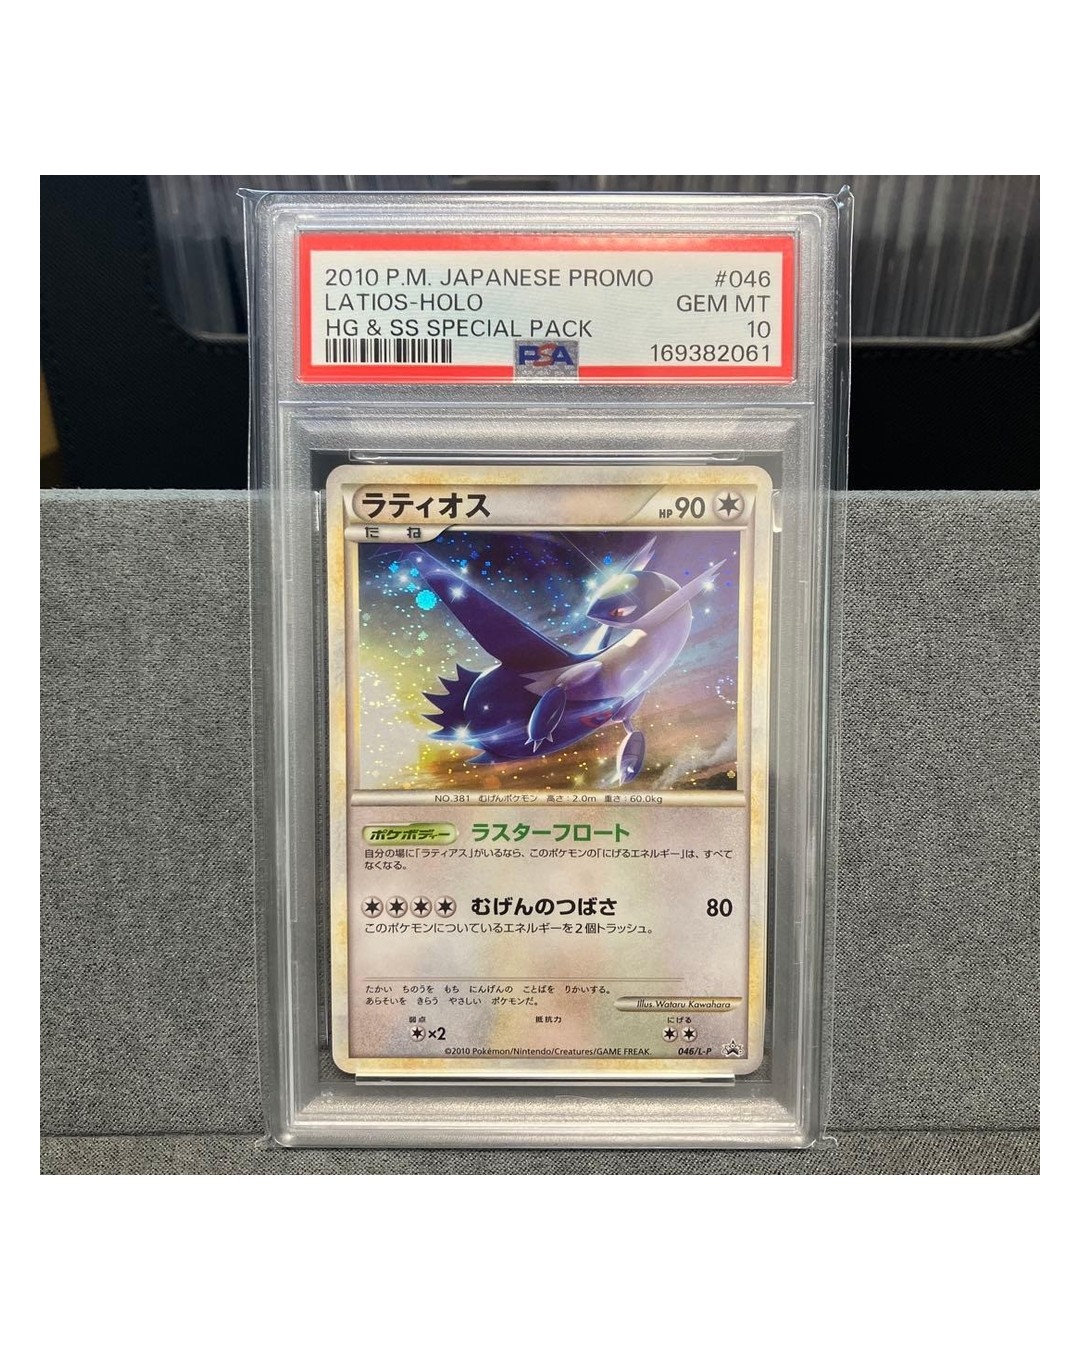 2010 P.M. JAPANESE PROMO #046
LATIOS-HOLO GEM MT
HG & SS SPECIAL PACK 10
PSA 169382061
ラティオス HP90
たね
NO.381 むげんポケモン 高さ:2.0m 重さ:60.0kg
ポケボディー ラスターフロート
自分の場に「ラティアス」がいるなら、このポケモンの「にげるエネルギー」は、すべて
なくなる。
むげんのつばさ 80
このポケモンについているエネルギーを2個トラッシュ。
たかい ちのうを もち にんげんの ことばを りかいする。
あらそいを きらう やさしい ポケモンだ。
Illus. Wataru Kawahara
弱点 抵抗力 にげる
×2
©2010 Pokémon/Nintendo/Creatures/GAME FREAK. 046/L-P